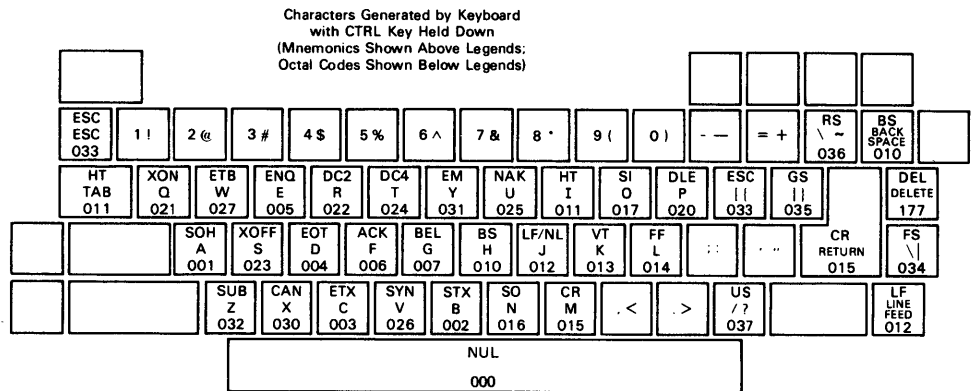 Characters Generated by Keyboard
with CTRL Key Held Down
(Mnemonics Shown Above Legends;
Octal Codes Shown Below Legends)
ESC RS BS
ESC 1 ! 2 @ 3 # 4 $ 5 % 6 ^ 7 & 8 * 9 ( 0 ) - — = + \ ~ BACK SPACE
033 036 010
HT XON ETB ENQ DC2 DC4 EM NAK HT SI DLE ESC GS DEL
TAB Q W E R T Y U I O P [ { ] } DELETE
011 021 027 005 022 024 031 025 011 017 020 033 035 177
SOH XOFF EOT ACK BEL BS LF/NL VT FF CR FS
A S D F G H J K L ; : ' " RETURN \ |
001 023 004 006 007 010 012 013 014 015 034
SUB CAN ETX SYN STX SO CR US LF
Z X C V B N M , < . > / ? LINE FEED
032 030 003 026 002 016 015 037 012
NUL
000